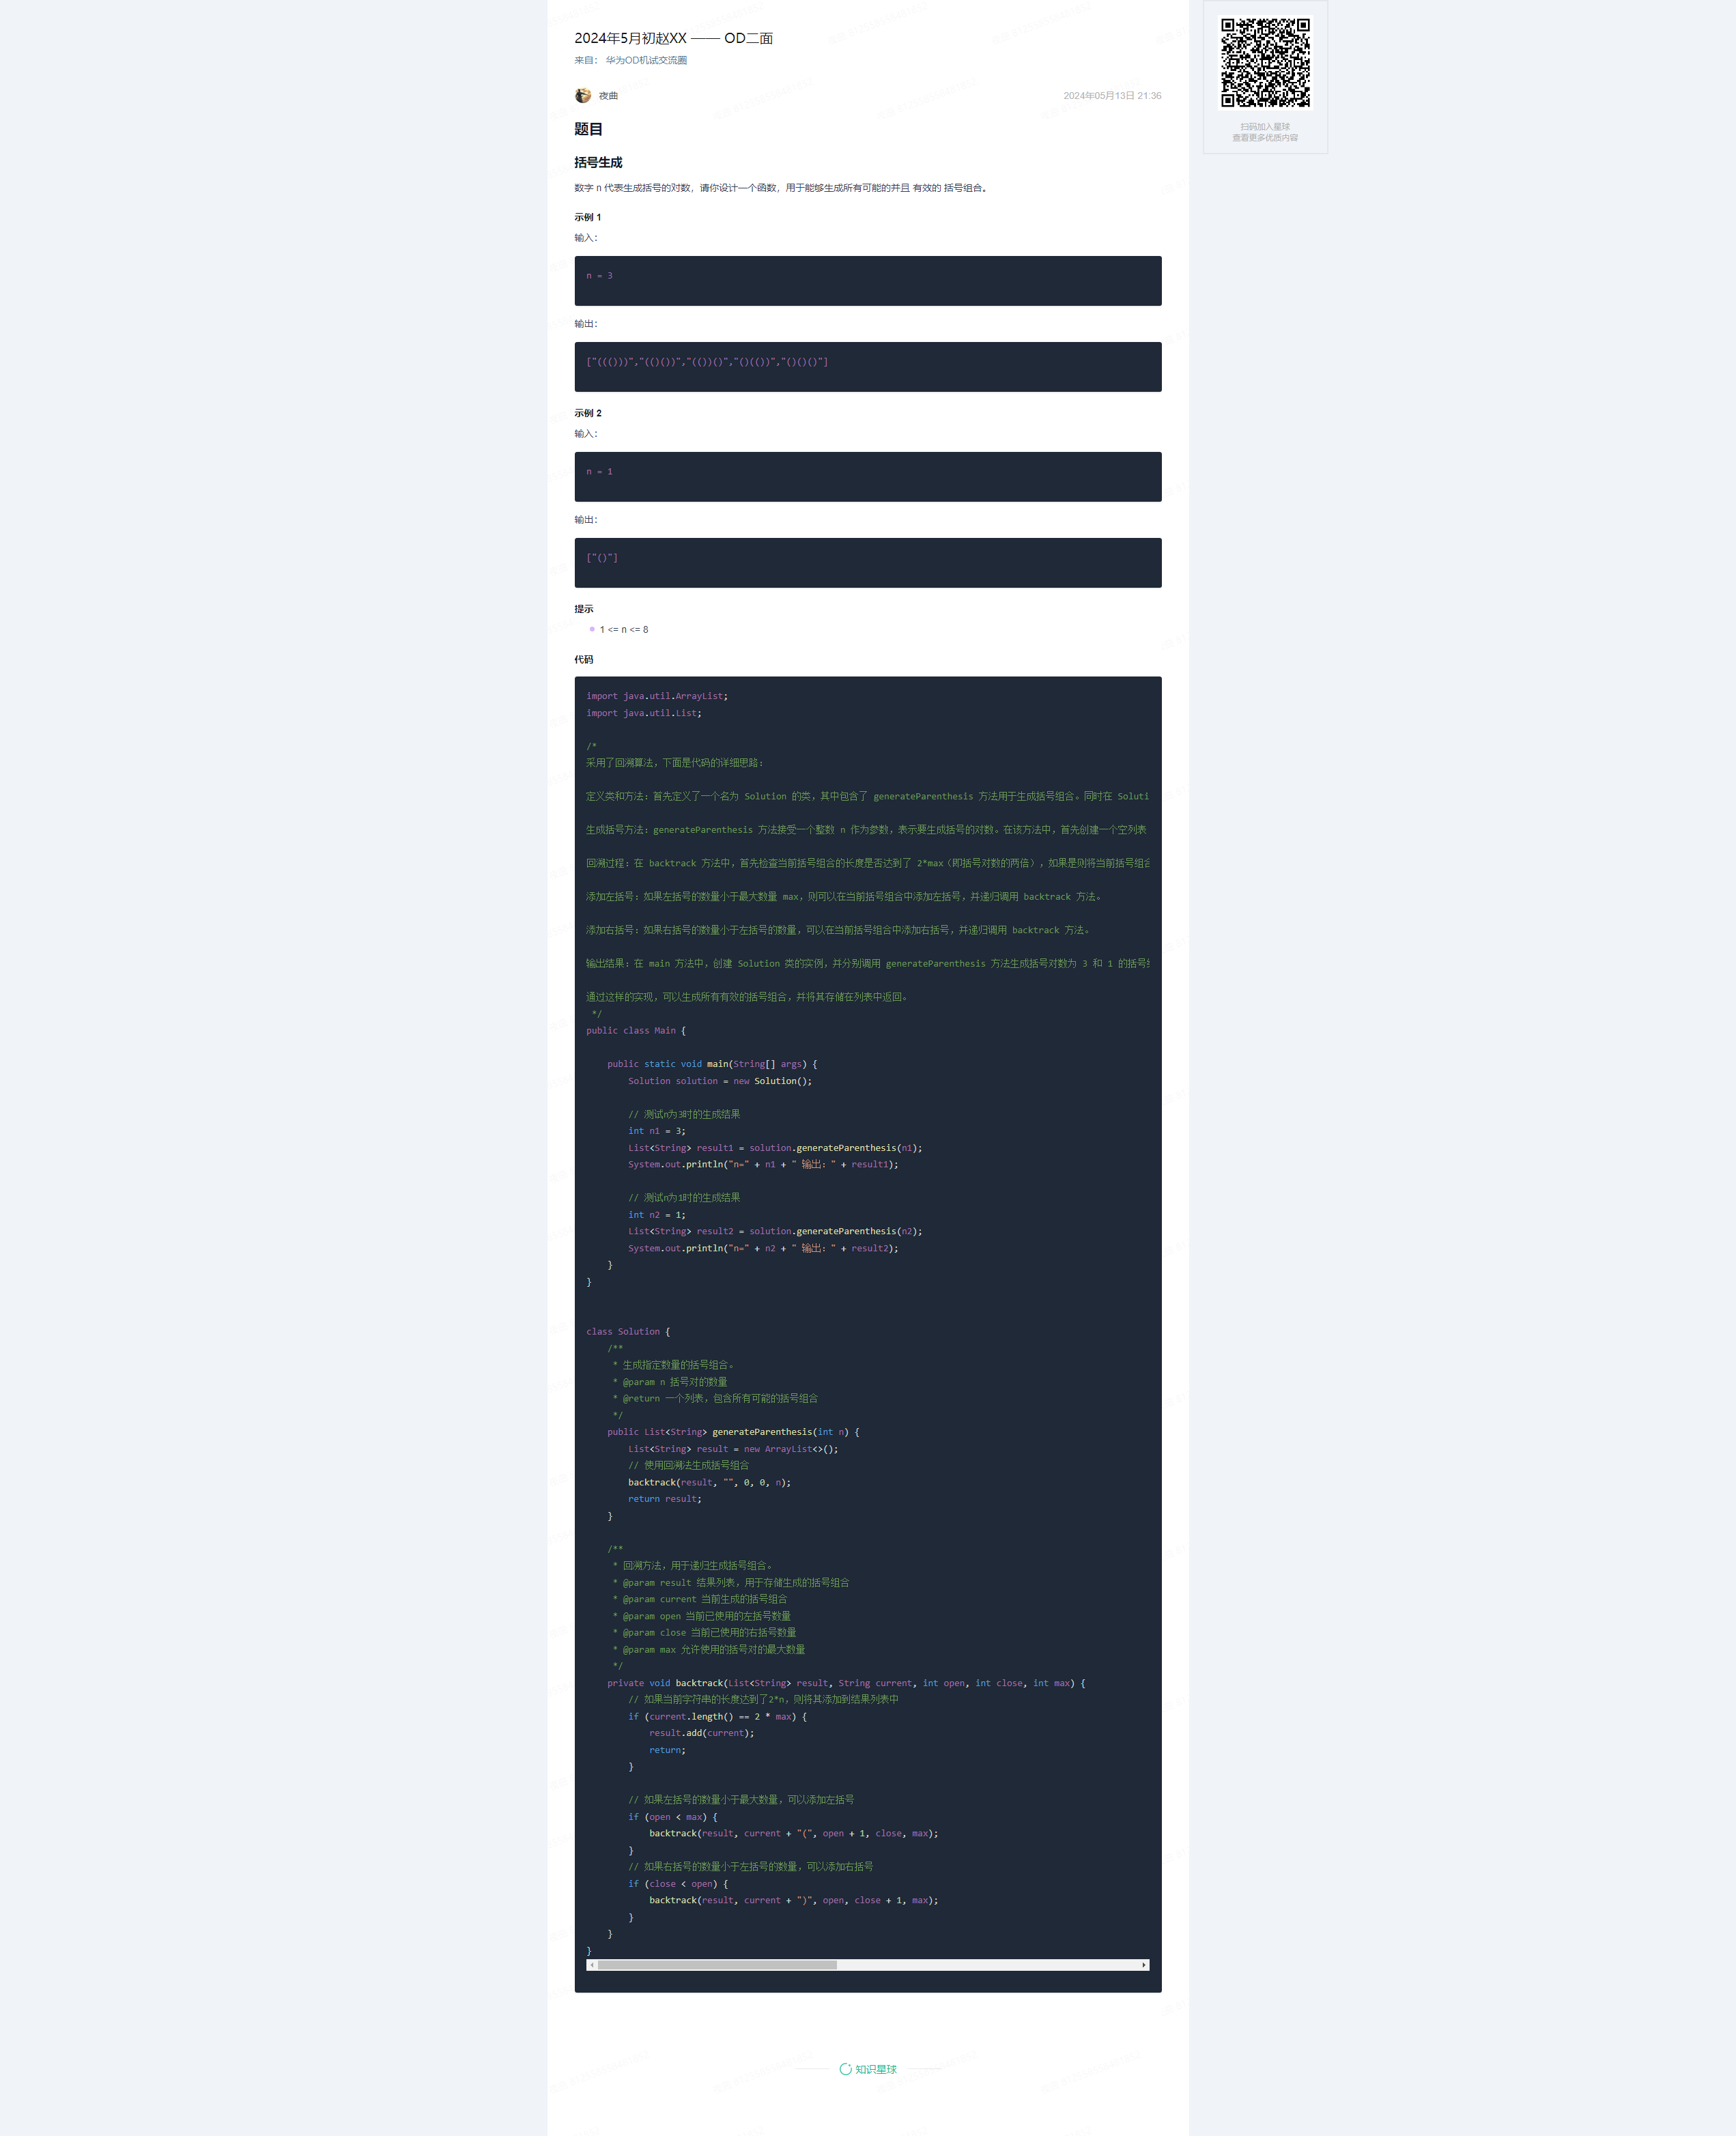 2024年5月初赵XX —— OD二面
来自： 华为OD机试交流圈
夜曲
2024年05月13日 21:36
扫码加入星球
查看更多优质内容
题目
括号生成
数字 n 代表生成括号的对数，请你设计一个函数，用于能够生成所有可能的并且 有效的 括号组合。
示例 1
输入：
n = 3
输出：
["((()))","(()())","(())()","()(())","()()()"]
示例 2
输入：
n = 1
输出：
["()"]
提示
1 <= n <= 8
代码
import java.util.ArrayList;
import java.util.List;
/*
采用了回溯算法，下面是代码的详细思路：
定义类和方法：首先定义了一个名为 Solution 的类，其中包含了 generateParenthesis 方法用于生成括号组合。同时在 Soluti
生成括号方法：generateParenthesis 方法接受一个整数 n 作为参数，表示要生成括号的对数。在该方法中，首先创建一个空列表
回溯过程：在 backtrack 方法中，首先检查当前括号组合的长度是否达到了 2*max（即括号对数的两倍），如果是则将当前括号组合
添加左括号：如果左括号的数量小于最大数量 max，则可以在当前括号组合中添加左括号，并递归调用 backtrack 方法。
添加右括号：如果右括号的数量小于左括号的数量，可以在当前括号组合中添加右括号，并递归调用 backtrack 方法。
输出结果：在 main 方法中，创建 Solution 类的实例，并分别调用 generateParenthesis 方法生成括号对数为 3 和 1 的括号
通过这样的实现，可以生成所有有效的括号组合，并将其存储在列表中返回。
 */
public class Main {
    public static void main(String[] args) {
        Solution solution = new Solution();
        // 测试n为3时的生成结果
        int n1 = 3;
        List<String> result1 = solution.generateParenthesis(n1);
        System.out.println("n=" + n1 + " 输出：" + result1);
        // 测试n为1时的生成结果
        int n2 = 1;
        List<String> result2 = solution.generateParenthesis(n2);
        System.out.println("n=" + n2 + " 输出：" + result2);
    }
}
class Solution {
    /**
     * 生成指定数量的括号组合。
     * @param n 括号对的数量
     * @return 一个列表，包含所有可能的括号组合
     */
    public List<String> generateParenthesis(int n) {
        List<String> result = new ArrayList<>();
        // 使用回溯法生成括号组合
        backtrack(result, "", 0, 0, n);
        return result;
    }
    /**
     * 回溯方法，用于递归生成括号组合。
     * @param result 结果列表，用于存储生成的括号组合
     * @param current 当前生成的括号组合
     * @param open 当前已使用的左括号数量
     * @param close 当前已使用的右括号数量
     * @param max 允许使用的括号对的最大数量
     */
    private void backtrack(List<String> result, String current, int open, int close, int max) {
        // 如果当前字符串的长度达到了2*n，则将其添加到结果列表中
        if (current.length() == 2 * max) {
            result.add(current);
            return;
        }
        // 如果左括号的数量小于最大数量，可以添加左括号
        if (open < max) {
            backtrack(result, current + "(", open + 1, close, max);
        }
        // 如果右括号的数量小于左括号的数量，可以添加右括号
        if (close < open) {
            backtrack(result, current + ")", open, close + 1, max);
        }
    }
}
知识星球